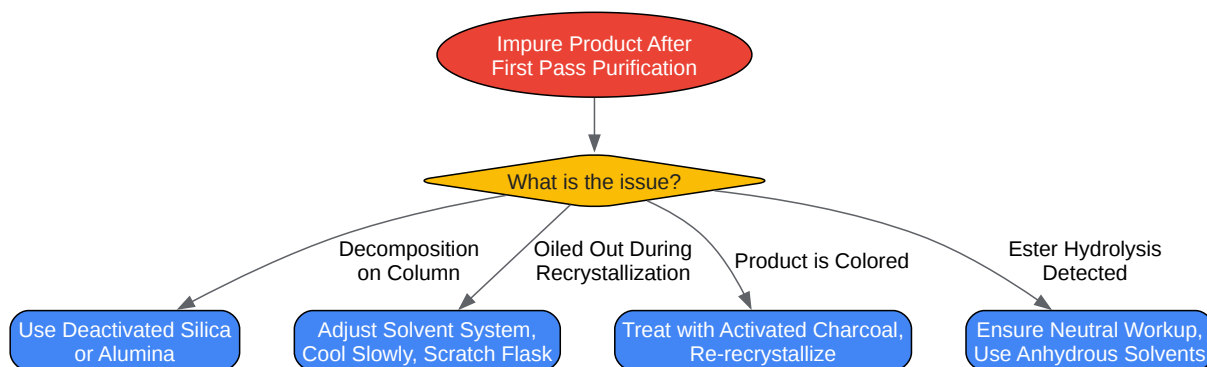 Impure Product After
First Pass Purification
What is the issue?
Decomposition
on Column
Oiled Out During
Recrystallization
Product is Colored
Ester Hydrolysis
Detected
Use Deactivated Silica
or Alumina
Adjust Solvent System,
Cool Slowly, Scratch Flask
Treat with Activated Charcoal,
Re-recrystallize
Ensure Neutral Workup,
Use Anhydrous Solvents